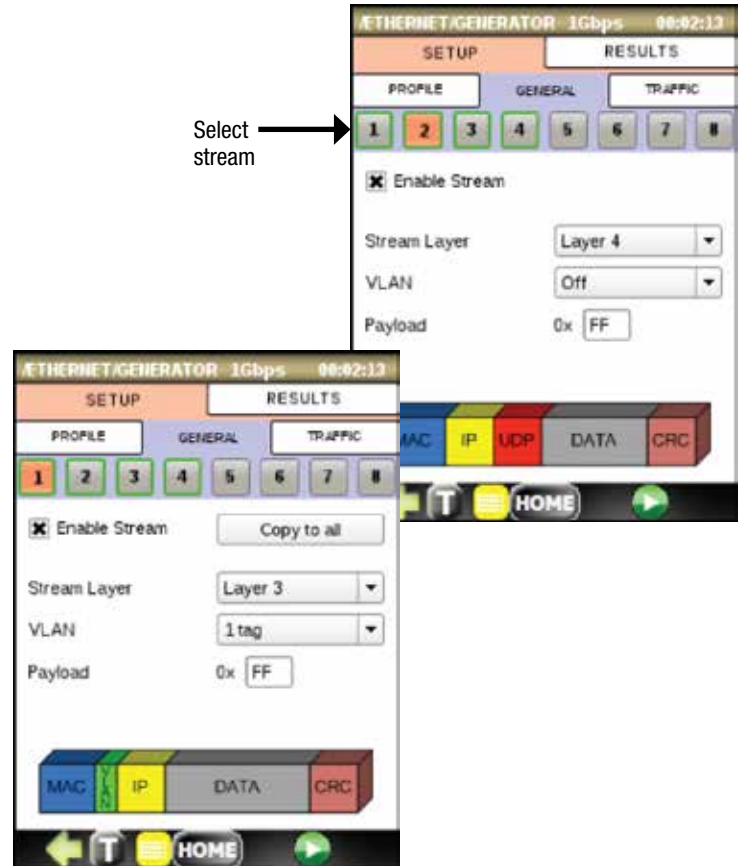 ÆTHERNET/GENERATOR 1Gbps 00:02:13
SETUP RESULTS
PROFILE GENERAL TRAFFIC
Select
stream
1 2 3 4 5 6 7 8
Enable Stream
Stream Layer Layer 4
VLAN Off
Payload 0x FF
MAC IP UDP DATA CRC
T HOME
ÆTHERNET/GENERATOR 1Gbps 00:02:13
SETUP RESULTS
PROFILE GENERAL TRAFFIC
1 2 3 4 5 6 7 8
Enable Stream Copy to all
Stream Layer Layer 3
VLAN 1 tag
Payload 0x FF
MAC VLAN IP DATA CRC
T HOME